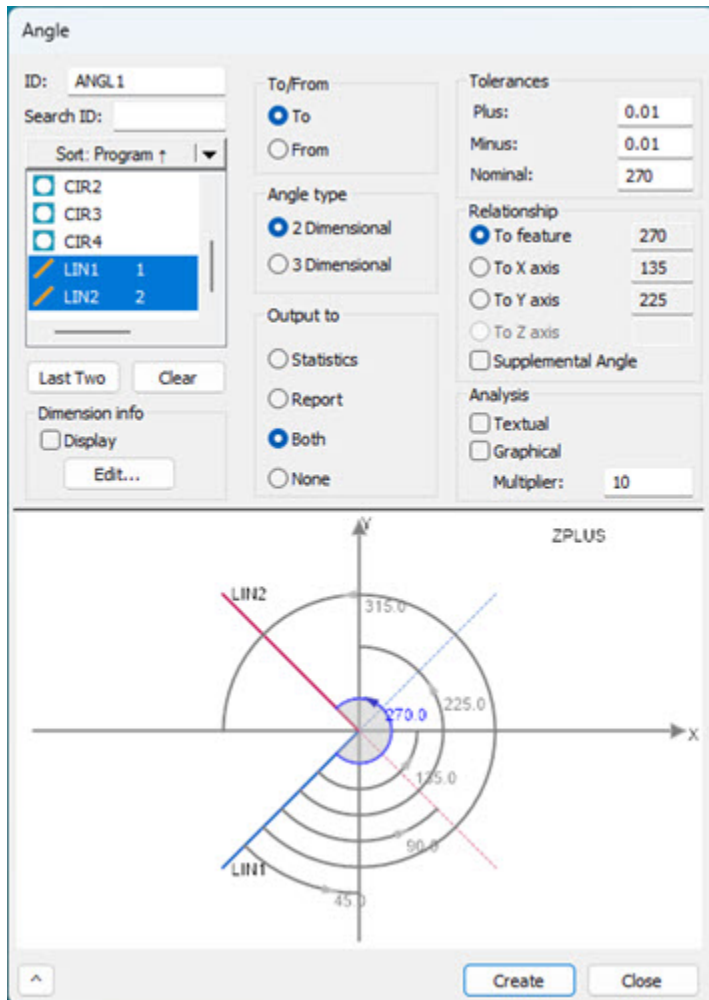 Angle
ID: ANGL1
Search ID:
Sort: Program ↑
CIR2
CIR3
CIR4
LIN1 1
LIN2 2
Last Two Clear
Dimension info
Display
Edit...
To/From
To
From
Angle type
2 Dimensional
3 Dimensional
Output to
Statistics
Report
Both
None
Tolerances
Plus: 0.01
Minus: 0.01
Nominal: 270
Relationship
To feature 270
To X axis 135
To Y axis 225
To Z axis
Supplemental Angle
Analysis
Textual
Graphical
Multiplier: 10
Y
ZPLUS
LIN2
315.0
225.0
270.0
X
135.0
90.0
LIN1
45.0
Create Close